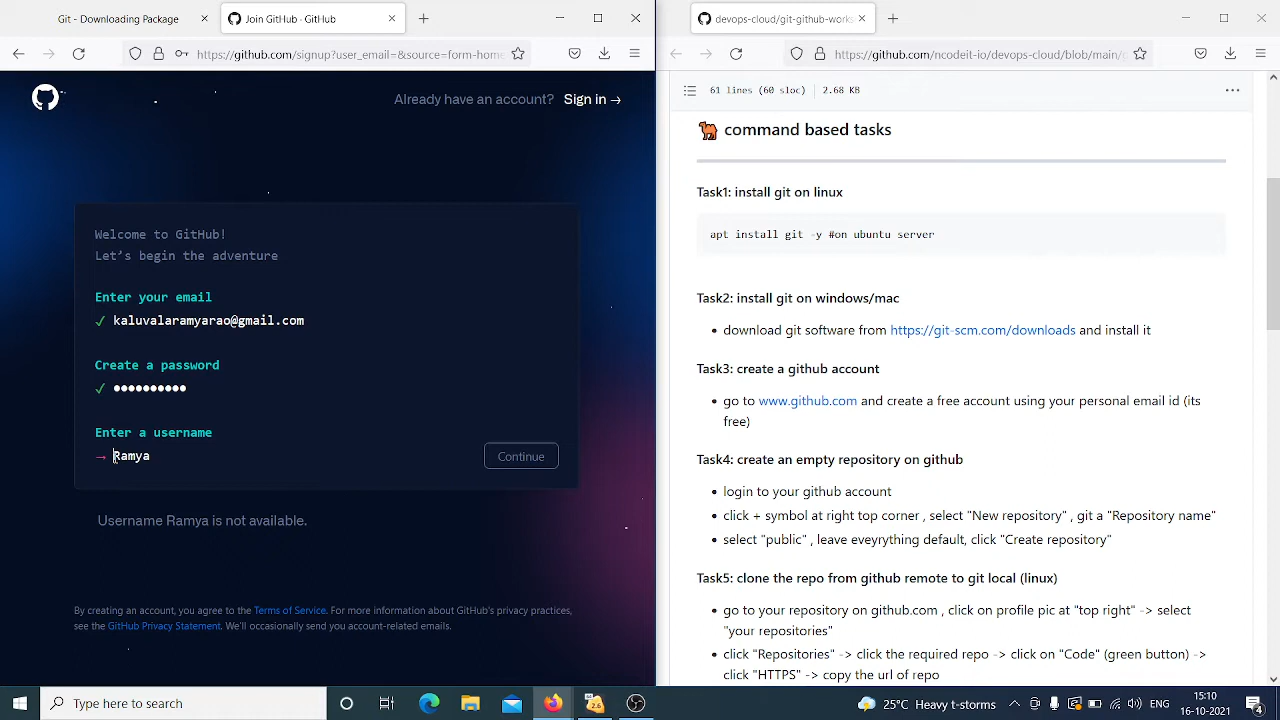 Git - Downloading Package
Join GitHub · GitHub
https://github.com/signup?user_email=&source=form-home
Already have an account? Sign in →
Welcome to GitHub!
Let's begin the adventure
Enter your email
✓ kaluvalaramyarao@gmail.com
Create a password
✓ ●●●●●●●●●●
Enter a username
→ Ramya
Continue
Username Ramya is not available.
By creating an account, you agree to the Terms of Service. For more information about GitHub's privacy practices,
see the GitHub Privacy Statement. We'll occasionally send you account-related emails.
devops-cloud/git-github-works
https://github.com/ncodeit-io/devops-cloud/blob/main/g
61 lines (60 sloc) 2.68 KB
🐫 command based tasks
Task1: install git on linux
apt install git -y #on ubuntu server
Task2: install git on windows/mac
• download git software from https://git-scm.com/downloads and install it
Task3: create a github account
• go to www.github.com and create a free account using your personal email id (its
free)
Task4: create an empty repository on github
• login to your github account
• click + symbol at right top corner , select "New repository" , git a "Repository name"
• select "public" , leave eveyrything default, click "Create repository"
Task5: clone the repo from github remote to git local (linux)
• go to your repository on github.com , click on profile pic at "top right" -> select
"your repositories"
• click "Repositories" -> click the required repo -> click on "Code" (green button) ->
click "HTTPS" -> copy the url of repo
Type here to search
25°C Heavy t-storms
ENG
15:10
16-10-2021